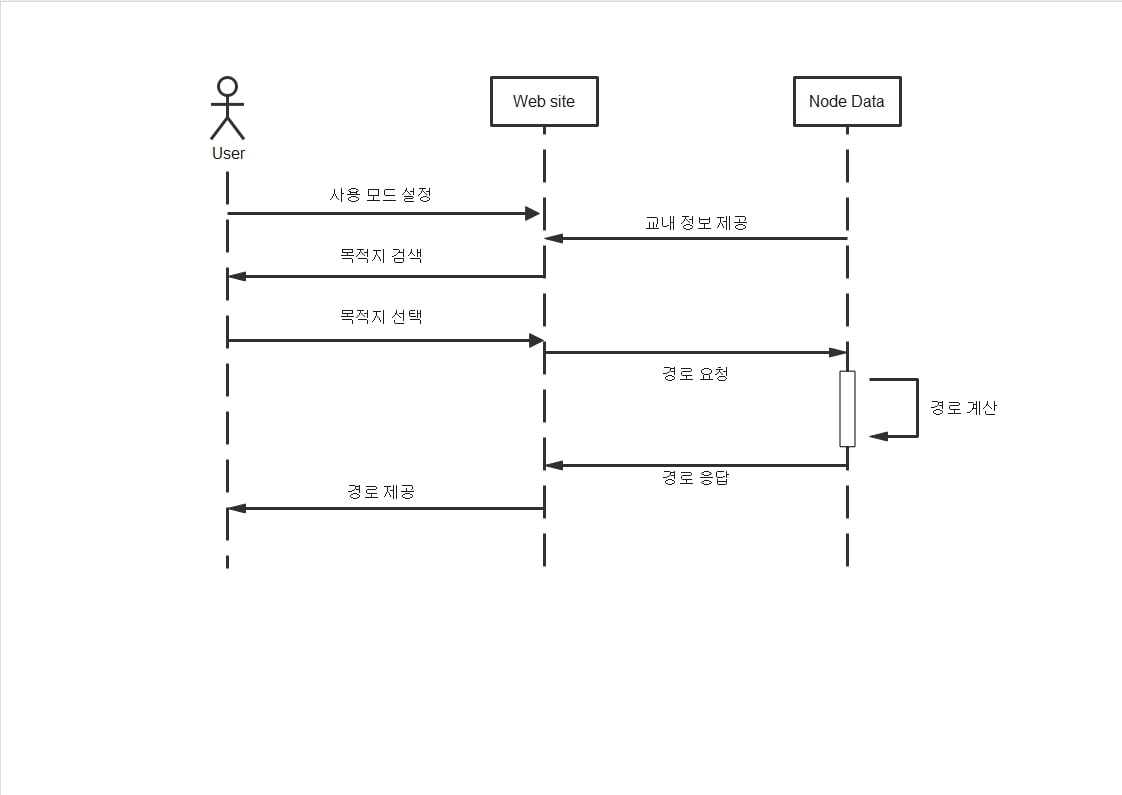 Web site
Node Data
User
사용 모드 설정
교내 정보 제공
목적지 검색
목적지 선택
경로 요청
경로 계산
경로 응답
경로 제공